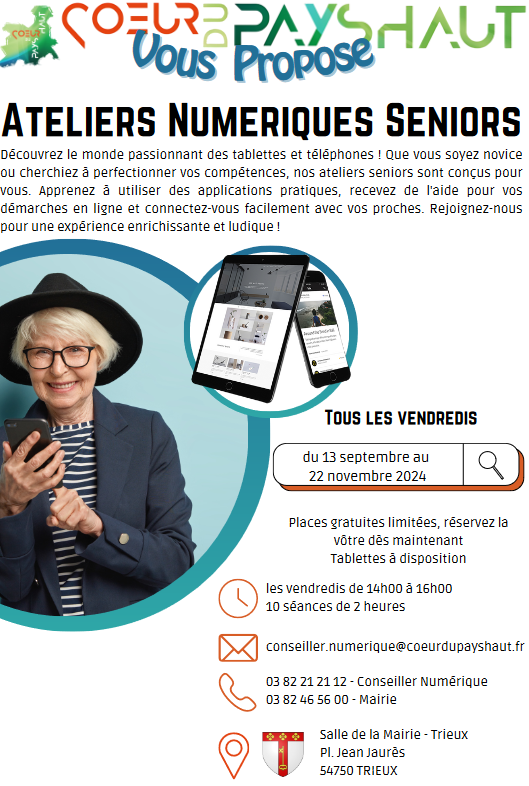 COEUR DU PAYS HAUT
COEUR
PAYS HAUT
Vous Propose
ATELIERS NUMERIQUES SENIORS
Découvrez le monde passionnant des tablettes et téléphones ! Que vous soyez novice
ou cherchiez à perfectionner vos compétences, nos ateliers seniors sont conçus pour
vous. Apprenez à utiliser des applications pratiques, recevez de l'aide pour vos
démarches en ligne et connectez-vous facilement avec vos proches. Rejoignez-nous
pour une expérience enrichissante et ludique !
TOUS LES VENDREDIS
du 13 septembre au
22 novembre 2024
Places gratuites limitées, réservez la
vôtre dès maintenant
Tablettes à disposition
les vendredis de 14h00 à 16h00
10 séances de 2 heures
conseiller.numerique@coeurdupayshaut.fr
03 82 21 21 12 - Conseiller Numérique
03 82 46 56 00 - Mairie
Salle de la Mairie - Trieux
Pl. Jean Jaurès
54750 TRIEUX